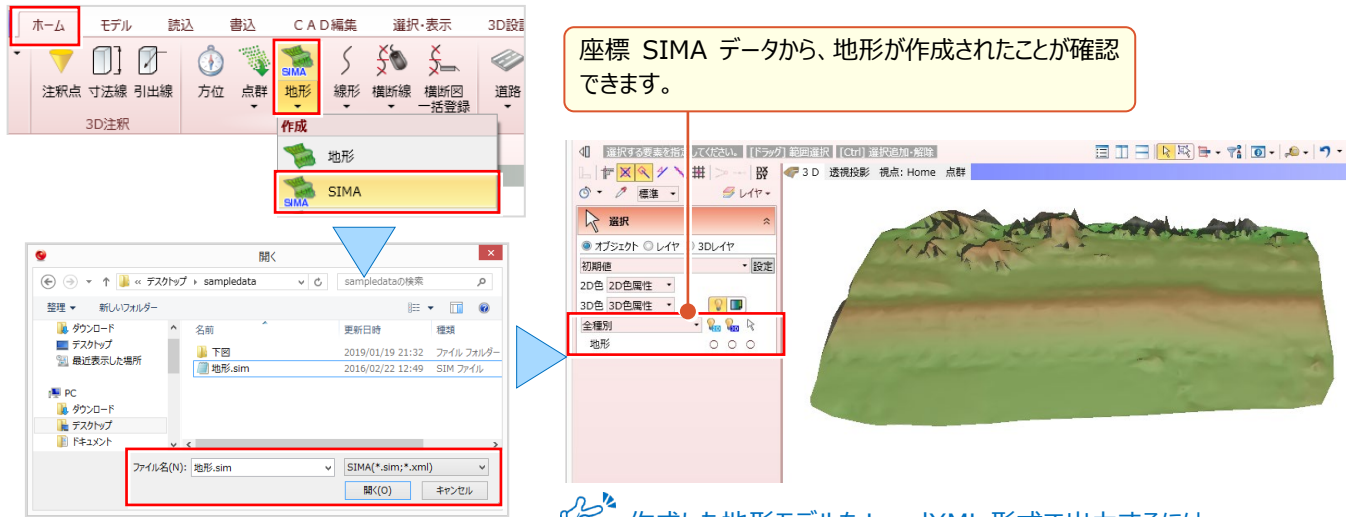 ホーム モデル 読込 書込 CAD編集 選択・表示 3D設
注釈点 寸法線 引出線 方位 点群 SIMA 地形 線形 横断線 横断図 一括登録 道路
3D注釈
作成
地形
SIMA SIMA
座標 SIMA データから、地形が作成されたことが確認
できます。
開く
« デスクトップ › sampledata sampledataの検索
整理 新しいフォルダー
ダウンロード
デスクトップ
最近表示した場所
PC
ダウンロード
デスクトップ
ドキュメント
名前 更新日時 種類
下図 2019/01/19 21:32 ファイル フォルダー
地形.sim 2016/02/22 12:49 SIM ファイル
ファイル名(N): 地形.sim SIMA(*.sim;*.xml)
開く(O) キャンセル
選択する要素を指定してください。 [ドラッグ] 範囲選択 [Ctrl] 選択追加・解除
標準 レイヤ
3D 透視投影 視点: Home 点群
選択
オブジェクト レイヤ 3Dレイヤ
初期値 設定
2D色 2D色属性
3D色 3D色属性
全種別
地形